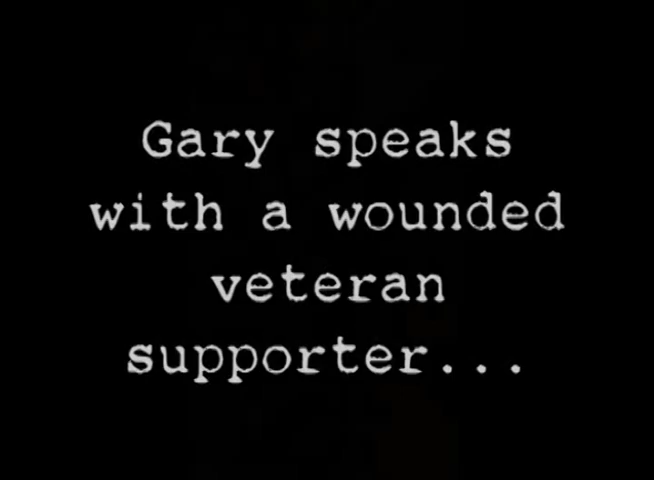 Gary speaks
with a wounded
veteran
supporter...